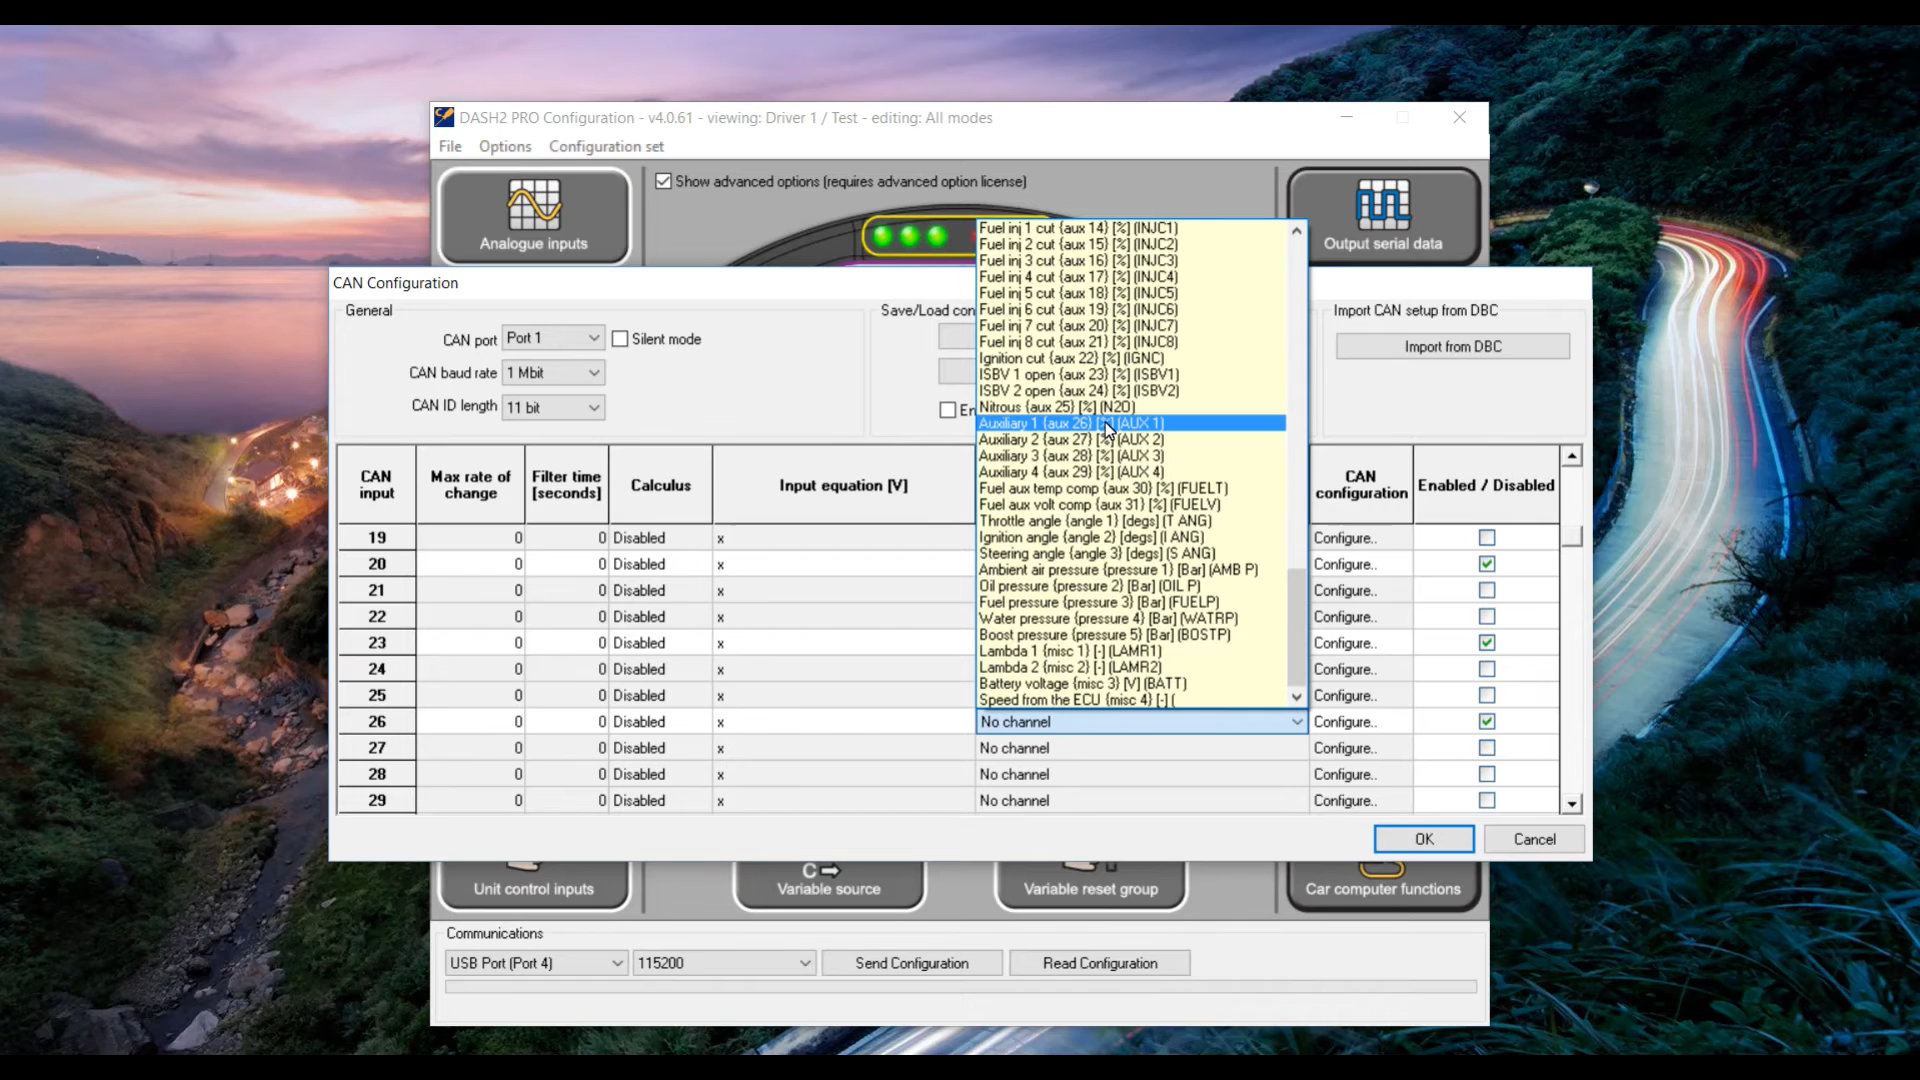 DASH2 PRO Configuration - v4.0.61 - viewing: Driver 1 / Test - editing: All modes
File Options Configuration set
Analogue inputs
Show advanced options (requires advanced option license)
Output serial data
CAN Configuration
General
CAN port Port 1 Silent mode
CAN baud rate 1 Mbit
CAN ID length 11 bit
Save/Load con
En
Import CAN setup from DBC
Import from DBC
Fuel inj 1 cut {aux 14} [%] (INJC1)
Fuel inj 2 cut {aux 15} [%] (INJC2)
Fuel inj 3 cut {aux 16} [%] (INJC3)
Fuel inj 4 cut {aux 17} [%] (INJC4)
Fuel inj 5 cut {aux 18} [%] (INJC5)
Fuel inj 6 cut {aux 19} [%] (INJC6)
Fuel inj 7 cut {aux 20} [%] (INJC7)
Fuel inj 8 cut {aux 21} [%] (INJC8)
Ignition cut {aux 22} [%] (IGNC)
ISBV 1 open {aux 23} [%] (ISBV1)
ISBV 2 open {aux 24} [%] (ISBV2)
Nitrous {aux 25} [%] (N2O)
Auxiliary 1 {aux 26} [%] (AUX 1)
Auxiliary 2 {aux 27} [%] (AUX 2)
Auxiliary 3 {aux 28} [%] (AUX 3)
Auxiliary 4 {aux 29} [%] (AUX 4)
Fuel aux temp comp {aux 30} [%] (FUELT)
Fuel aux volt comp {aux 31} [%] (FUELV)
Throttle angle {angle 1} [degs] (T ANG)
Ignition angle {angle 2} [degs] (I ANG)
Steering angle {angle 3} [degs] (S ANG)
Ambient air pressure {pressure 1} [Bar] (AMB P)
Oil pressure {pressure 2} [Bar] (OIL P)
Fuel pressure {pressure 3} [Bar] (FUELP)
Water pressure {pressure 4} [Bar] (WATRP)
Boost pressure {pressure 5} [Bar] (BOSTP)
Lambda 1 {misc 1} [-] (LAMR1)
Lambda 2 {misc 2} [-] (LAMR2)
Battery voltage {misc 3} [V] (BATT)
Speed from the ECU {misc 4} [-] (
CAN input Max rate of change Filter time [seconds] Calculus Input equation [V] CAN configuration Enabled / Disabled
19 0 0 Disabled x Configure..
20 0 0 Disabled x Configure..
21 0 0 Disabled x Configure..
22 0 0 Disabled x Configure..
23 0 0 Disabled x Configure..
24 0 0 Disabled x Configure..
25 0 0 Disabled x Configure..
26 0 0 Disabled x No channel Configure..
27 0 0 Disabled x No channel Configure..
28 0 0 Disabled x No channel Configure..
29 0 0 Disabled x No channel Configure..
OK Cancel
C
Unit control inputs Variable source Variable reset group Car computer functions
Communications
USB Port (Port 4) 115200 Send Configuration Read Configuration